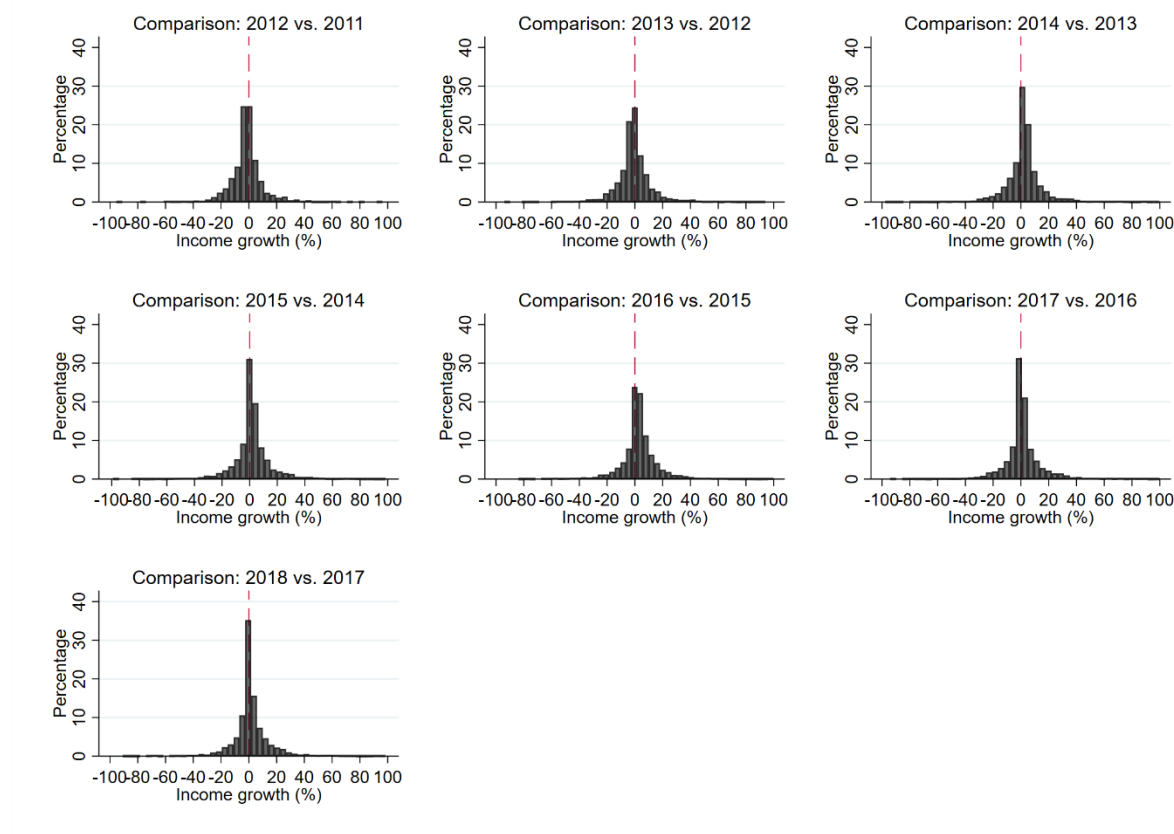 Comparison: 2012 vs. 2011
Percentage
0 10 20 30 40
-100-80 -60 -40 -20 0 20 40 60 80 100
Income growth (%)
Comparison: 2013 vs. 2012
Percentage
0 10 20 30 40
-100-80 -60 -40 -20 0 20 40 60 80 100
Income growth (%)
Comparison: 2014 vs. 2013
Percentage
0 10 20 30 40
-100-80 -60 -40 -20 0 20 40 60 80 100
Income growth (%)
Comparison: 2015 vs. 2014
Percentage
0 10 20 30 40
-100-80 -60 -40 -20 0 20 40 60 80 100
Income growth (%)
Comparison: 2016 vs. 2015
Percentage
0 10 20 30 40
-100-80 -60 -40 -20 0 20 40 60 80 100
Income growth (%)
Comparison: 2017 vs. 2016
Percentage
0 10 20 30 40
-100-80 -60 -40 -20 0 20 40 60 80 100
Income growth (%)
Comparison: 2018 vs. 2017
Percentage
0 10 20 30 40
-100-80 -60 -40 -20 0 20 40 60 80 100
Income growth (%)